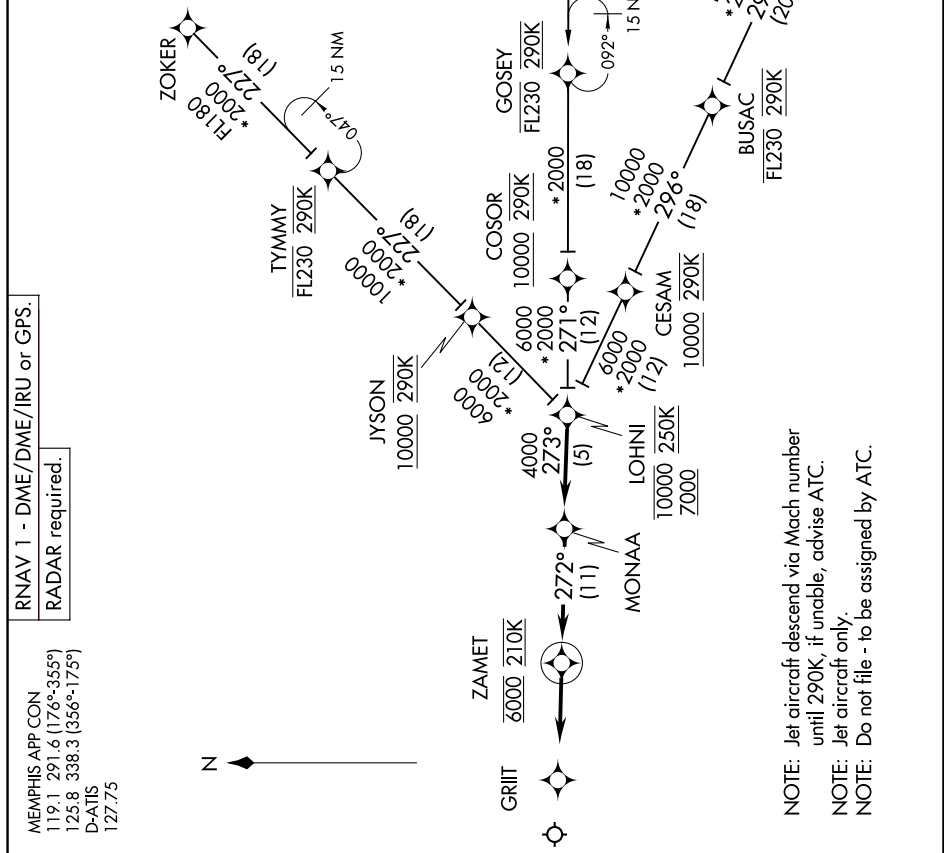 RNAV 1 - DME/DME/IRU or GPS.
RADAR required.
MEMPHIS APP CON
119.1 291.6 (176°-355°)
125.8 338.3 (356°-175°)
D-ATIS
127.75
N
ZOKER
FL180
*2000
227°
(18)
15 NM
047°
TYMMY
FL230 290K
10000
*2000
227°
(18)
JYSON
10000 290K
6000
*2000
(12)
GOSEY
FL230 290K
092°
*2000
(18)
COSOR
10000 290K
6000
*2000
271°
(12)
BUSAC
FL230 290K
10000
*2000
296°
(18)
CESAM
10000 290K
6000
*2000
(12)
LOHNI
10000 250K
7000
4000
273°
(5)
MONAA
272°
(11)
ZAMET
6000 210K
GRIIT
NOTE: Jet aircraft descend via Mach number
until 290K, if unable, advise ATC.
NOTE: Jet aircraft only.
NOTE: Do not file - to be assigned by ATC.